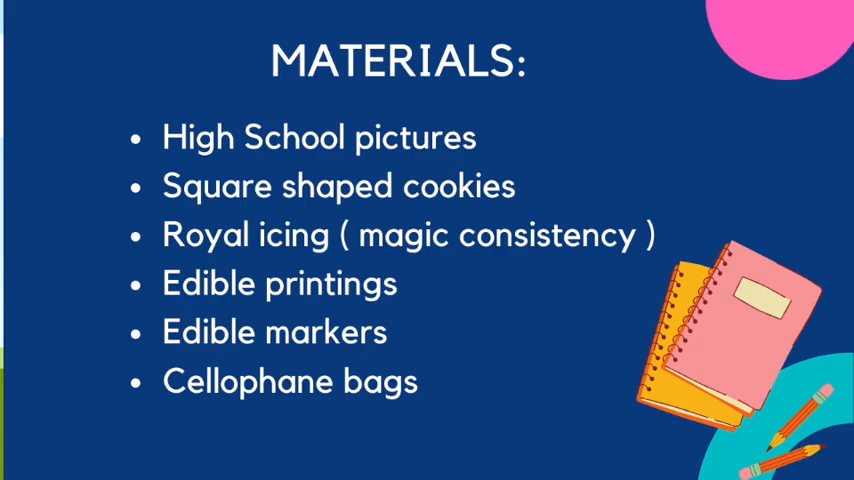 MATERIALS:
• High School pictures
• Square shaped cookies
• Royal icing ( magic consistency )
• Edible printings
• Edible markers
• Cellophane bags